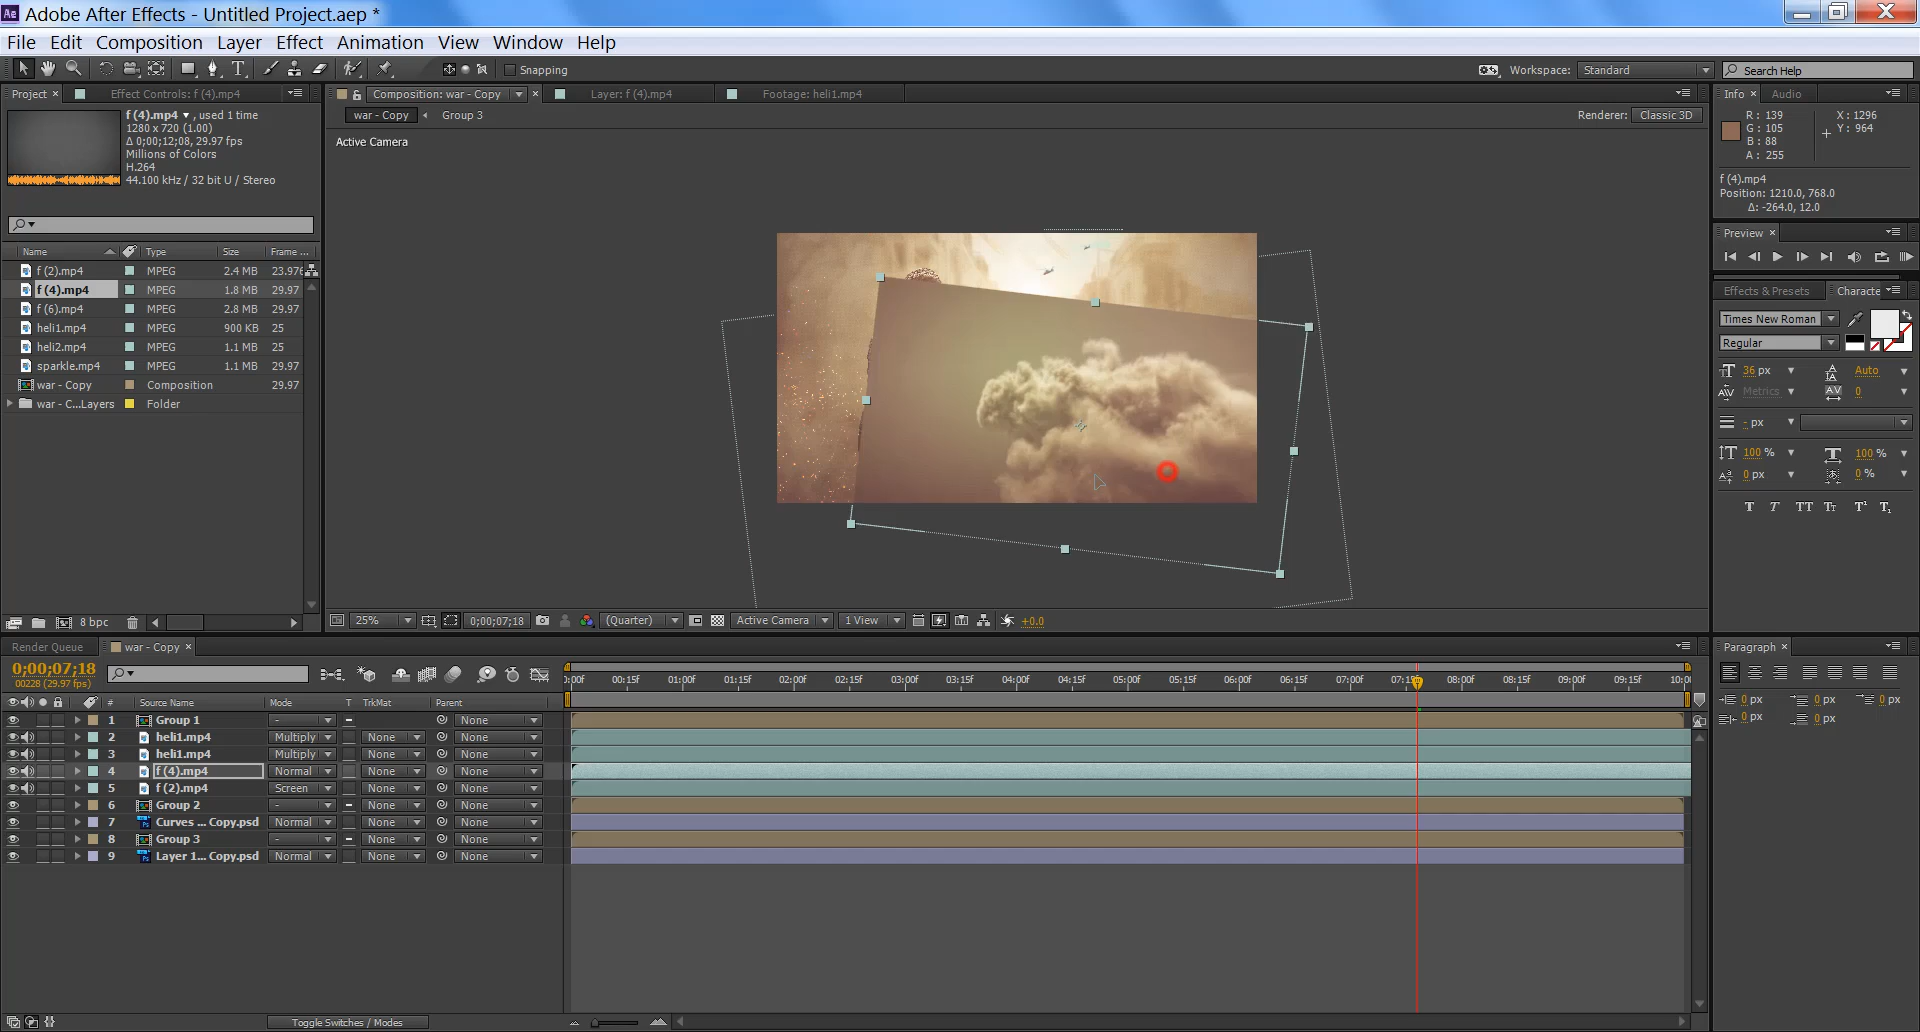 Ae Adobe After Effects - Untitled Project.aep *
File Edit Composition Layer Effect Animation View Window Help
T Snapping Workspace: Standard Search Help
Project × Effect Controls: f (4).mp4 Composition: war - Copy × Layer: f (4).mp4 Footage: heli1.mp4 Info × Audio
f (4).mp4 ▼ , used 1 time
1280 x 720 (1.00)
Δ 0;00;12;08, 29.97 fps
Millions of Colors
H.264
44.100 kHz / 32 bit U / Stereo
war - Copy Group 3 Renderer: Classic 3D
Active Camera
R : 139 X : 1296
G : 105 Y : 964
B : 88
A : 255
f (4).mp4
Position: 1210.0, 768.0
Δ: -264.0, 12.0
Preview ×
Name Type Size Frame ...
f (2).mp4 MPEG 2.4 MB 23.976
f (4).mp4 MPEG 1.8 MB 29.97
f (6).mp4 MPEG 2.8 MB 29.97
heli1.mp4 MPEG 900 KB 25
heli2.mp4 MPEG 1.1 MB 25
sparkle.mp4 MPEG 1.1 MB 29.97
war - Copy Composition 29.97
war - C...Layers Folder
Effects & Presets Characte
Times New Roman
Regular
36 px Auto
Metrics 0
- px
100 % 100 %
0 px 0 %
T T TT Tt T¹ T₁
8 bpc
25% 0;00;07;18 (Quarter) Active Camera 1 View +0.0
Render Queue war - Copy × Paragraph ×
0;00;07;18
00228 (29.97 fps)
0:00f 00:15f 01:00f 01:15f 02:00f 02:15f 03:00f 03:15f 04:00f 04:15f 05:00f 05:15f 06:00f 06:15f 07:00f 07:15f 08:00f 08:15f 09:00f 09:15f 10:00
# Source Name Mode T TrkMat Parent
0 px 0 px 0 px
0 px 0 px
1 Group 1 - None
2 heli1.mp4 Multiply None None
3 heli1.mp4 Multiply None None
4 f (4).mp4 Normal None None
5 f (2).mp4 Screen None None
6 Group 2 - None None
7 Curves ... Copy.psd Normal None None
8 Group 3 - None None
9 Layer 1... Copy.psd Normal None None
Toggle Switches / Modes